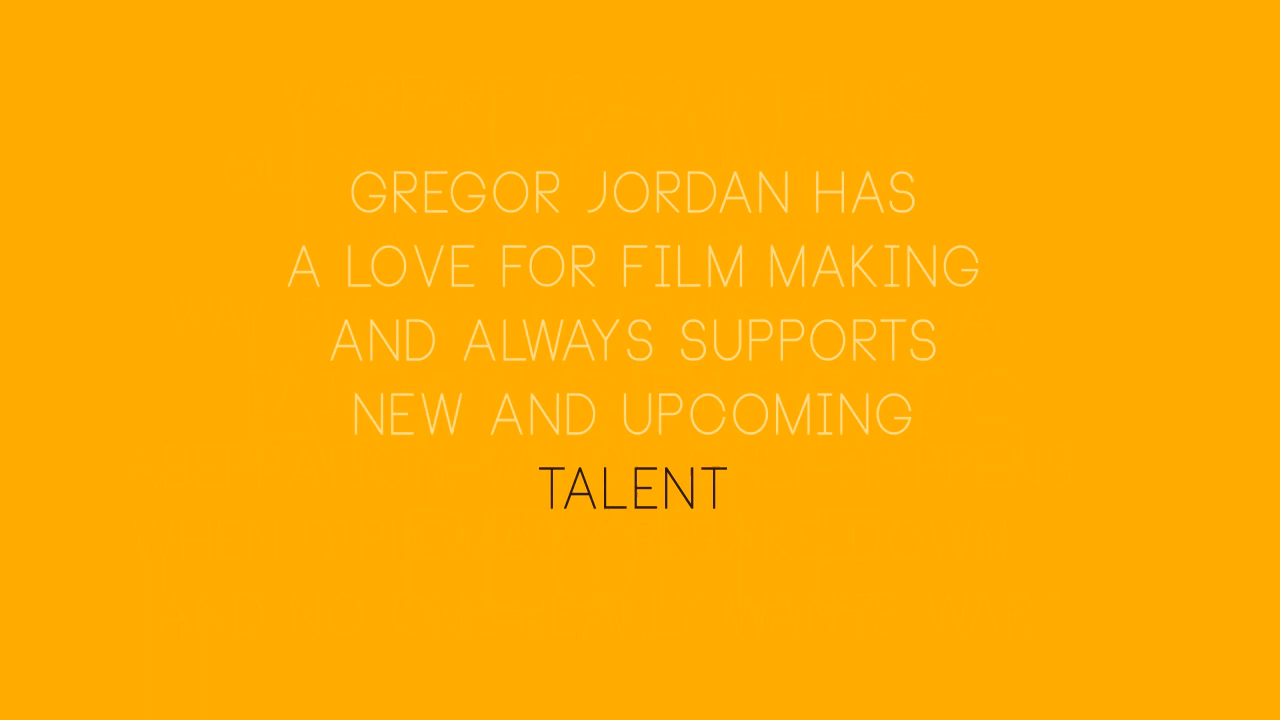 GREGOR JORDAN HAS
A LOVE FOR FILM MAKING
AND ALWAYS SUPPORTS
NEW AND UPCOMING
TALENT